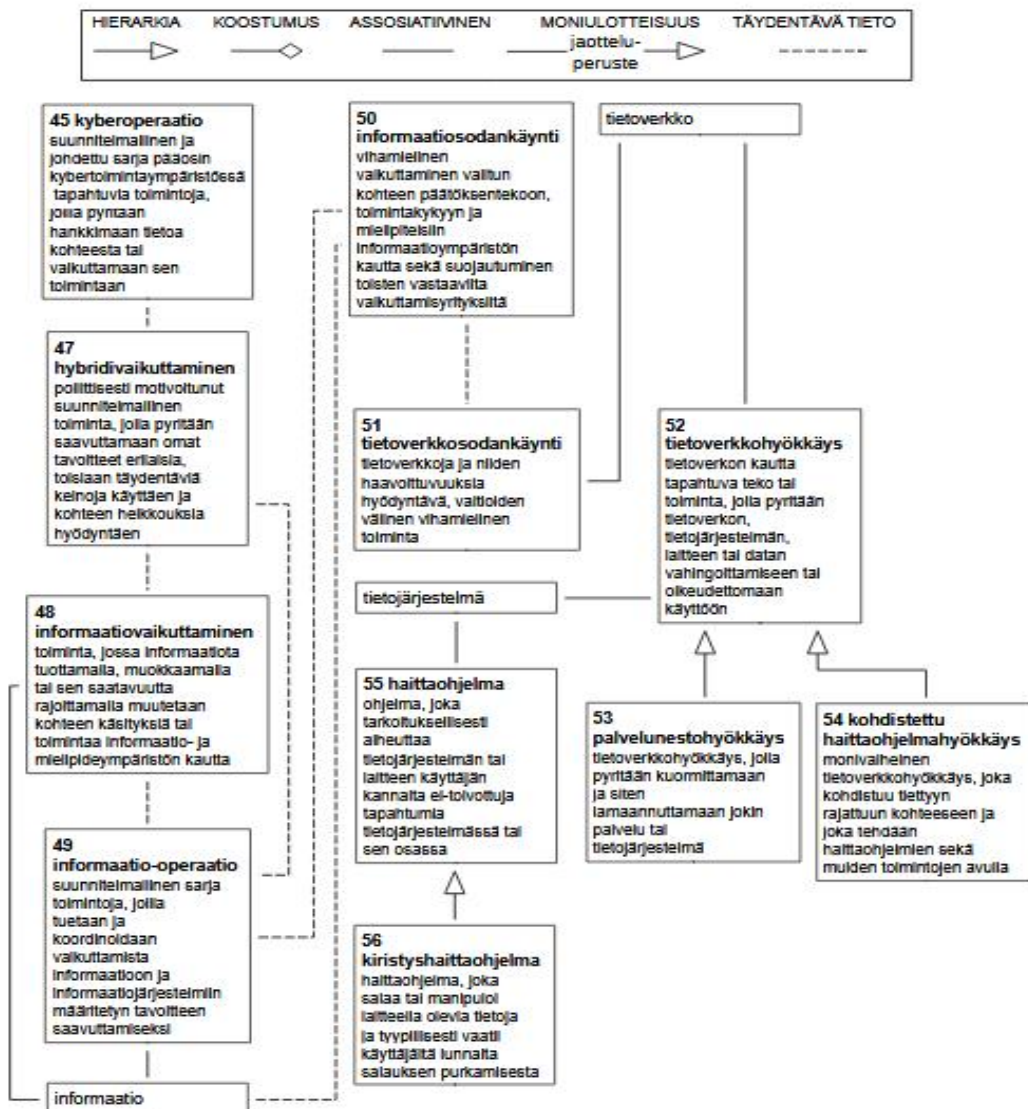 HIERARKIA
KOOSTUMUS
ASSOSIATIIVINEN
MONIULOTTEISUUS
TÄYDENTÄVÄ TIETO
jaottelu-
peruste
45 kyberoperaatio
suunnitelmallinen ja
johdettu sarja pääosin
kybertoimintaympäristössä
tapahtuvia toimintoja,
joilla pyritään
hankkimaan tietoa
kohteesta tai
vaikuttamaan sen
toimintaan
47
hybridivaikuttaminen
poliittisesti motivoitunut
suunnitelmallinen
toiminta, jolla pyritään
saavuttamaan omat
tavoitteet erilaisia,
toisiaan täydentäviä
keinoja käyttäen ja
kohteen heikkouksia
hyödyntäen
48
informaatiovaikuttaminen
toiminta, jossa informaatiota
tuottamalla, muokkaamalla
tai sen saatavuutta
rajoittamalla muutetaan
kohteen käsityksiä tai
toimintaa informaatio- ja
mielipideympäristön kautta
49
informaatio-operaatio
suunnitelmallinen sarja
toimintoja, joilla
tuetaan ja
koordinoidaan
vaikuttamista
informaatioon ja
informaatiojärjestelmiin
määritetyn tavoitteen
saavuttamiseksi
informaatio
50
informaatiosodankäynti
vihamielinen
vaikuttaminen valitun
kohteen päätöksentekoon,
toimintakykyyn ja
mielipiteisiin
informaatioympäristön
kautta sekä suojautuminen
toisten vastaavilta
vaikuttamisyrityksiltä
51
tietoverkkosodankäynti
tietoverkkoja ja niiden
haavoittuvuuksia
hyödyntävä, valtioiden
välinen vihamielinen
toiminta
tietojärjestelmä
55 haittaohjelma
ohjelma, joka
tarkoituksellisesti
aiheuttaa
tietojärjestelmän tai
laitteen käyttäjän
kannalta ei-toivottuja
tapahtumia
tietojärjestelmässä tai
sen osassa
56
kiristyshaittaohjelma
haittaohjelma, joka
salaa tai manipuloi
laitteella olevia tietoja
ja tyypillisesti vaatii
käyttäjältä lunnaita
salauksen purkamisesta
tietoverkko
52
tietoverkkohyökkäys
tietoverkon kautta
tapahtuva teko tai
toiminta, jolla pyritään
tietoverkon,
tietojärjestelmän,
laitteen tai datan
vahingoittamiseen tai
oikeudettomaan
käyttöön
53
palvelunestohyökkäys
tietoverkkohyökkäys, jolla
pyritään kuormittamaan
ja siten
lamaannuttamaan jokin
palvelu tai
tietojärjestelmä
54 kohdistettu
haittaohjelmahyökkäys
monivaiheinen
tietoverkkohyökkäys, joka
kohdistuu tiettyyn
rajattuun kohteeseen ja
joka tehdään
haittaohjelmien sekä
muiden toimintojen avulla